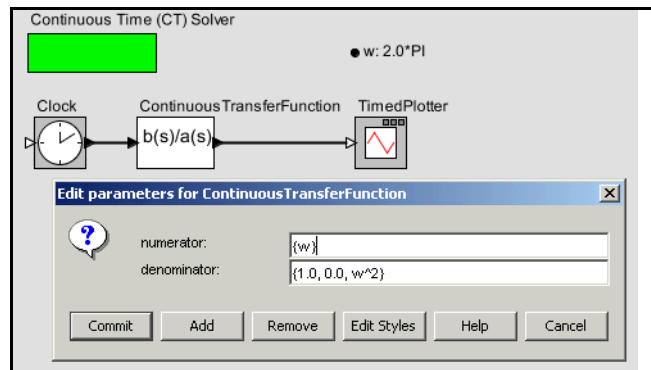 Continuous Time (CT) Solver
w: 2.0*PI
Clock ContinuousTransferFunction TimedPlotter
b(s)/a(s)
Edit parameters for ContinuousTransferFunction
numerator: {w}
denominator: {1.0, 0.0, w^2}
Commit Add Remove Edit Styles Help Cancel